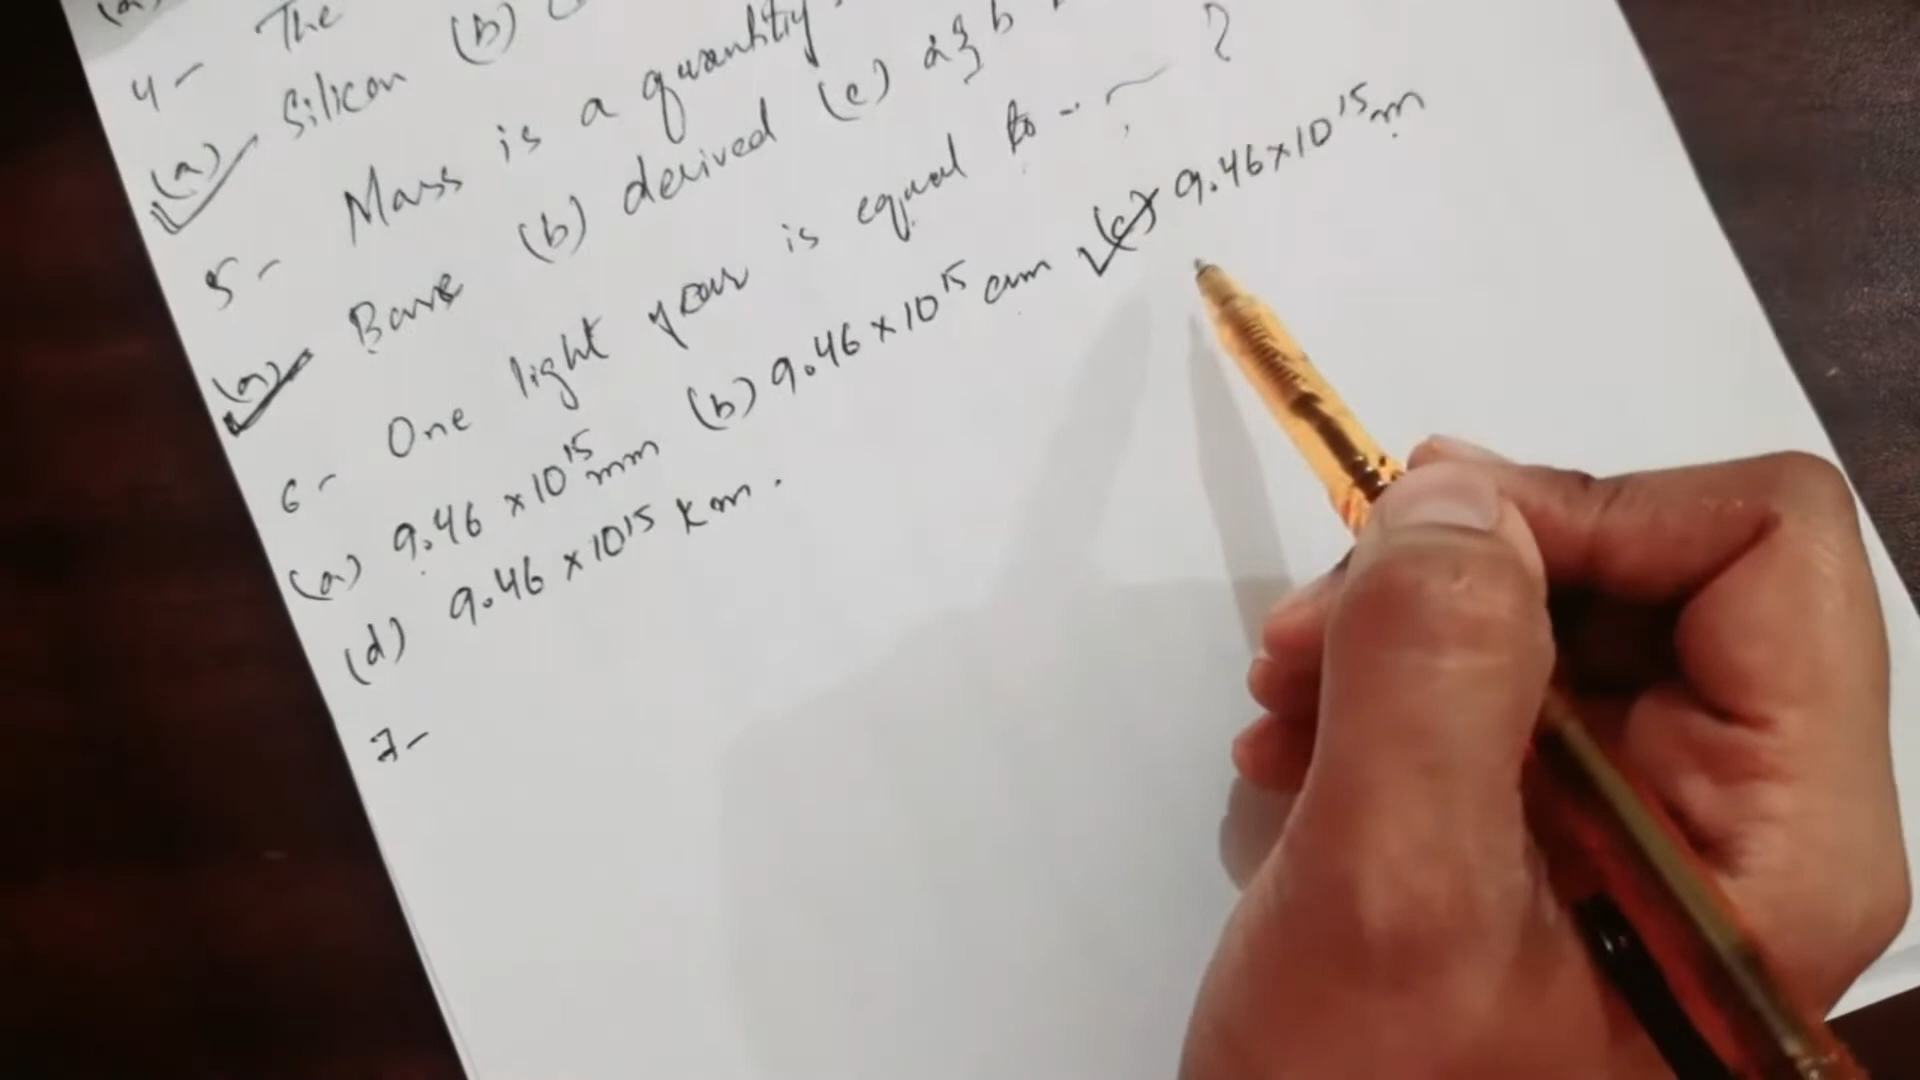 4- The
(a) Silicon (b)
5- Mass is a quantity
(a) Base (b) derived (c) a & b
6- One light year is equal to --- ?
(a) 9.46 × 10¹⁵ mm (b) 9.46 × 10¹⁵ cm (c) 9.46 × 10¹⁵ m
(d) 9.46 × 10¹⁵ km.
7-